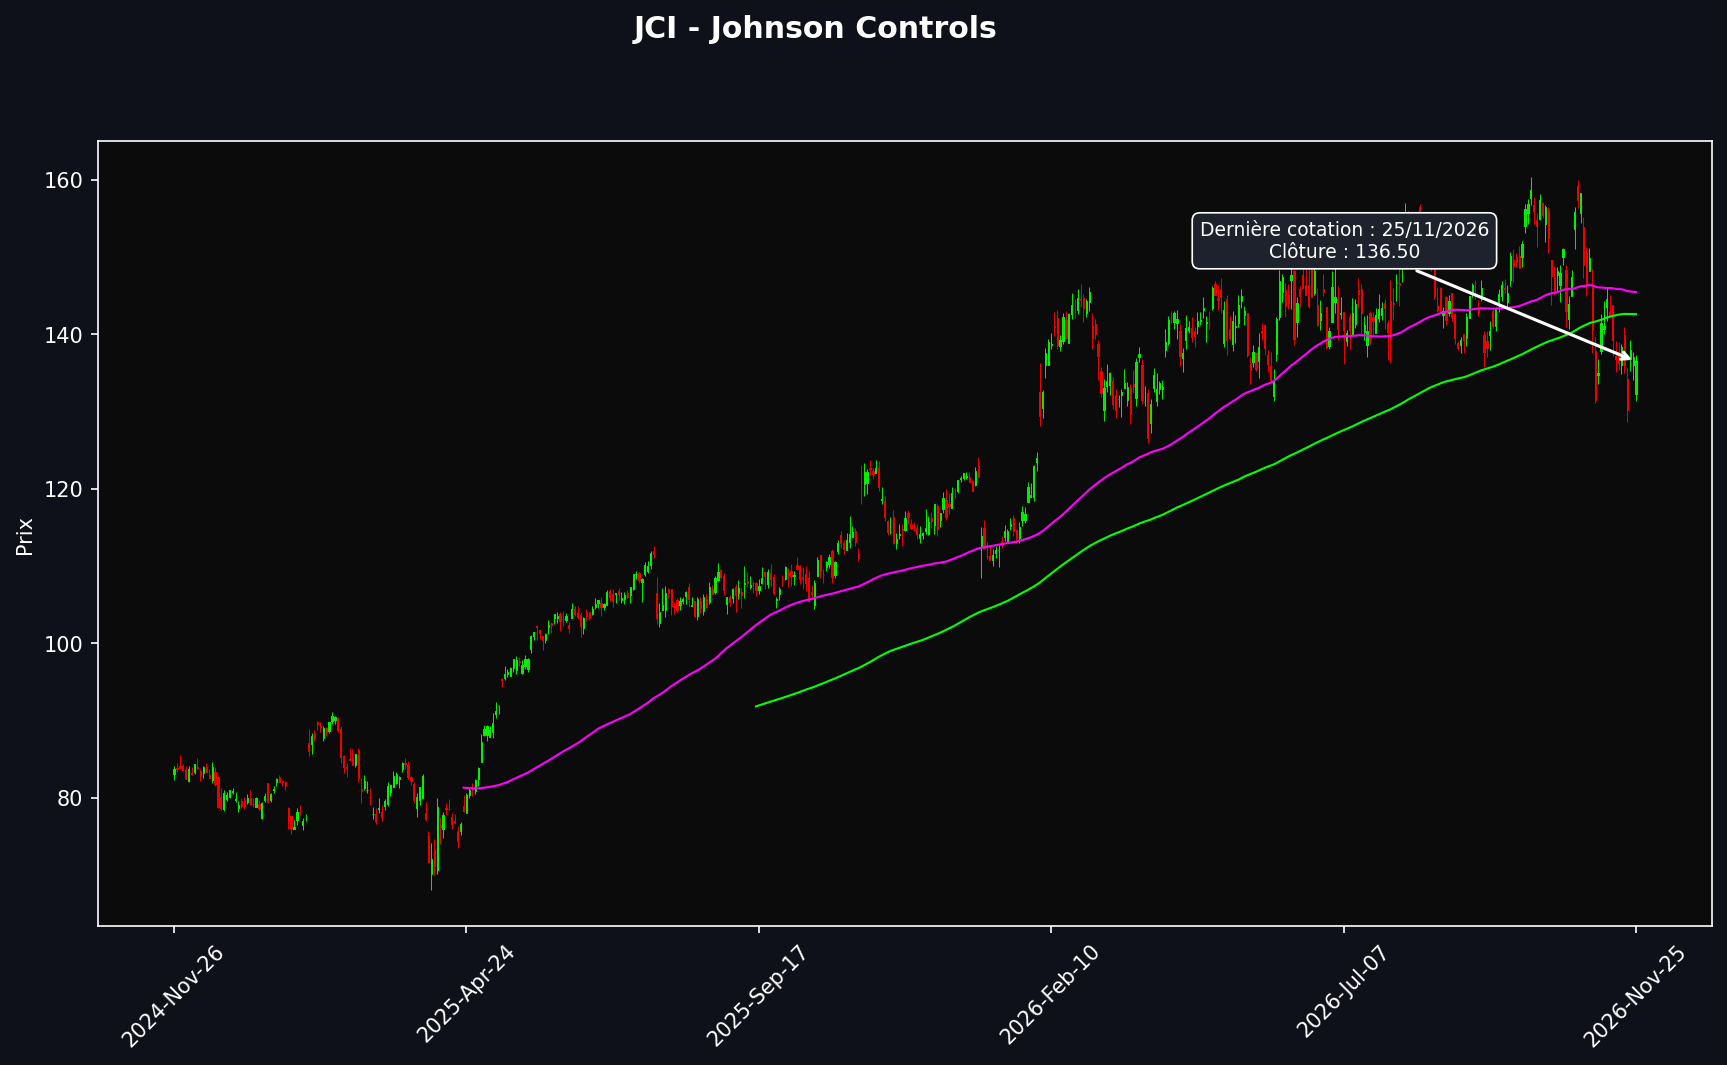 JCI - Johnson Controls
Dernière cotation : 25/11/2026
Clôture : 136.50
Prix
160
140
120
100
80
2024-Nov-26
2025-Apr-24
2025-Sep-17
2026-Feb-10
2026-Jul-07
2026-Nov-25